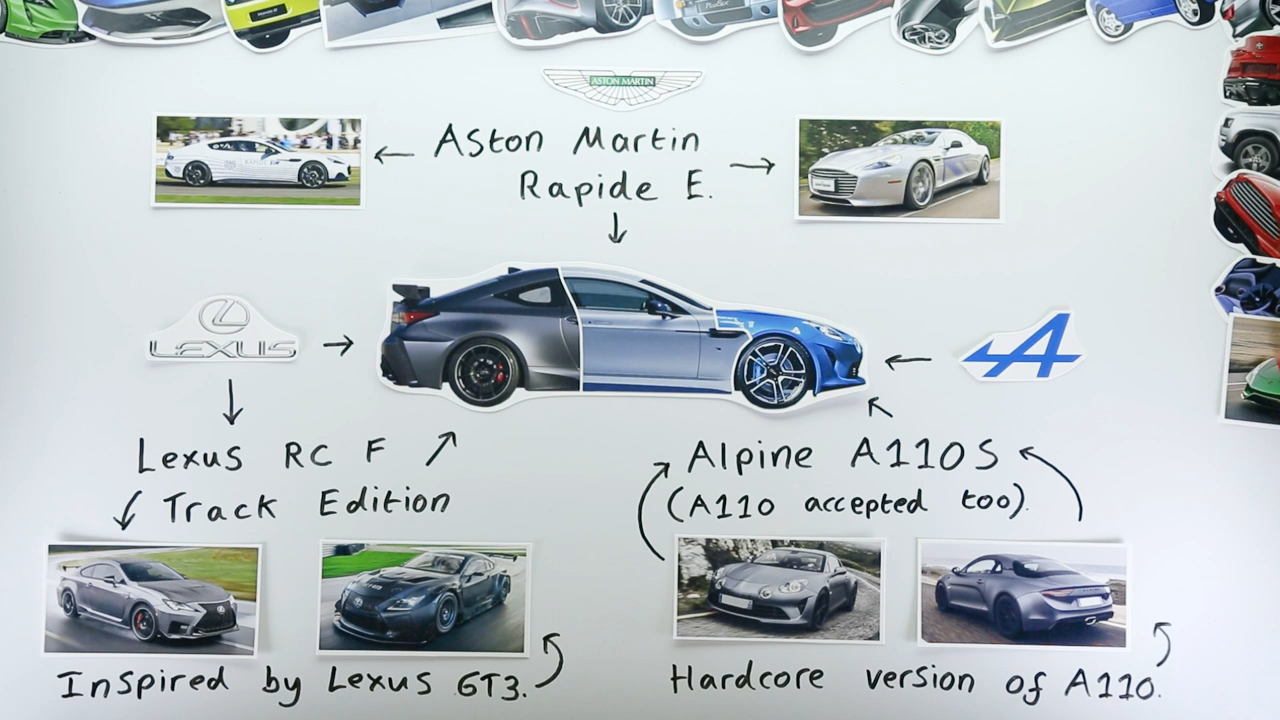 ASTON MARTIN
Aston Martin
Rapide E.
LEXUS
Lexus RC F
Track Edition
Alpine A110S
(A110 accepted too).
Inspired by Lexus GT3.
Hardcore version of A110.